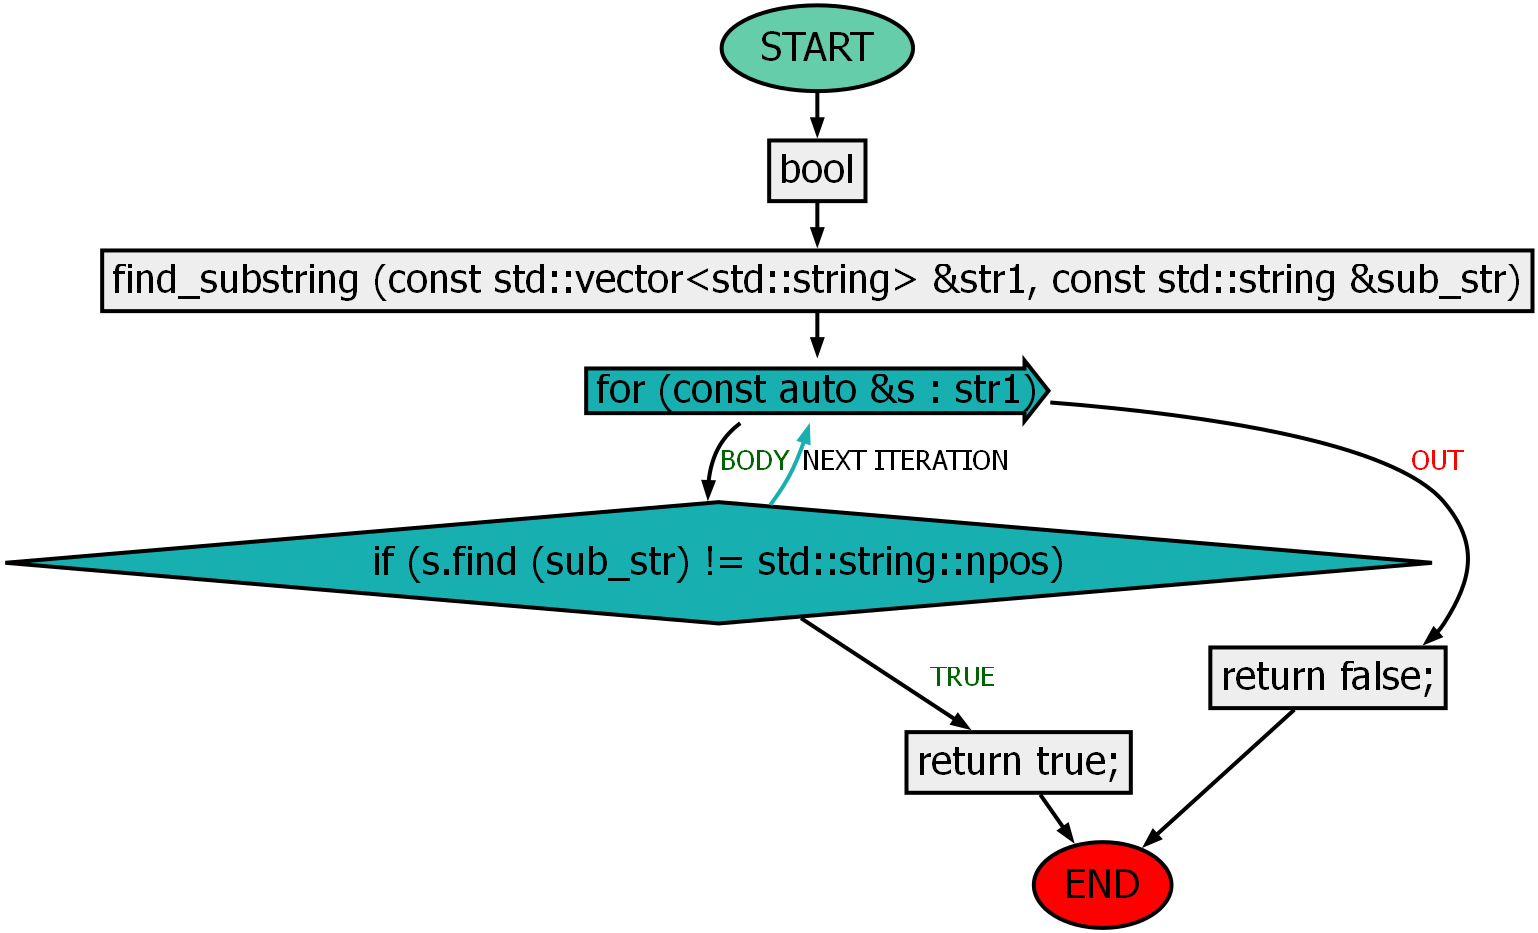 START
bool
find_substring (const std::vector<std::string> &str1, const std::string &sub_str)
for (const auto &s : str1)
BODY
NEXT ITERATION
OUT
if (s.find (sub_str) != std::string::npos)
TRUE
return false;
return true;
END